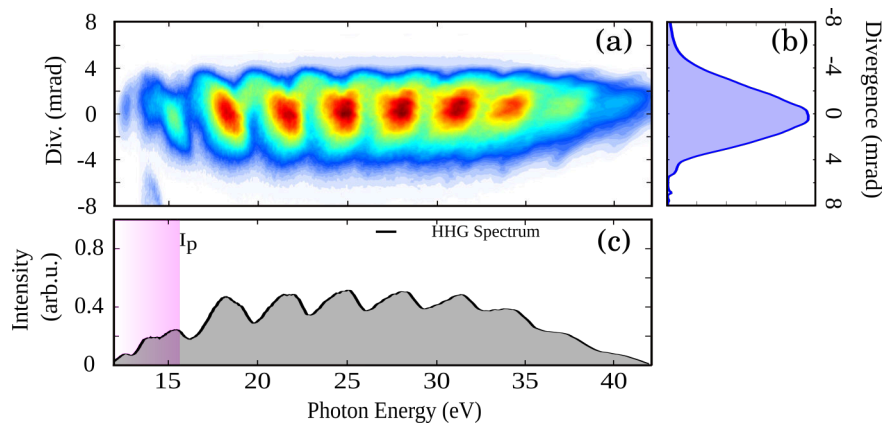 8
4
0
-4
-8
Div. (mrad)
(a)
(b)
-8
-4
0
4
8
Divergence (mrad)
0.8
0.4
0
Intensity
(arb.u.)
Ip
HHG Spectrum
(c)
15 20 25 30 35 40
Photon Energy (eV)